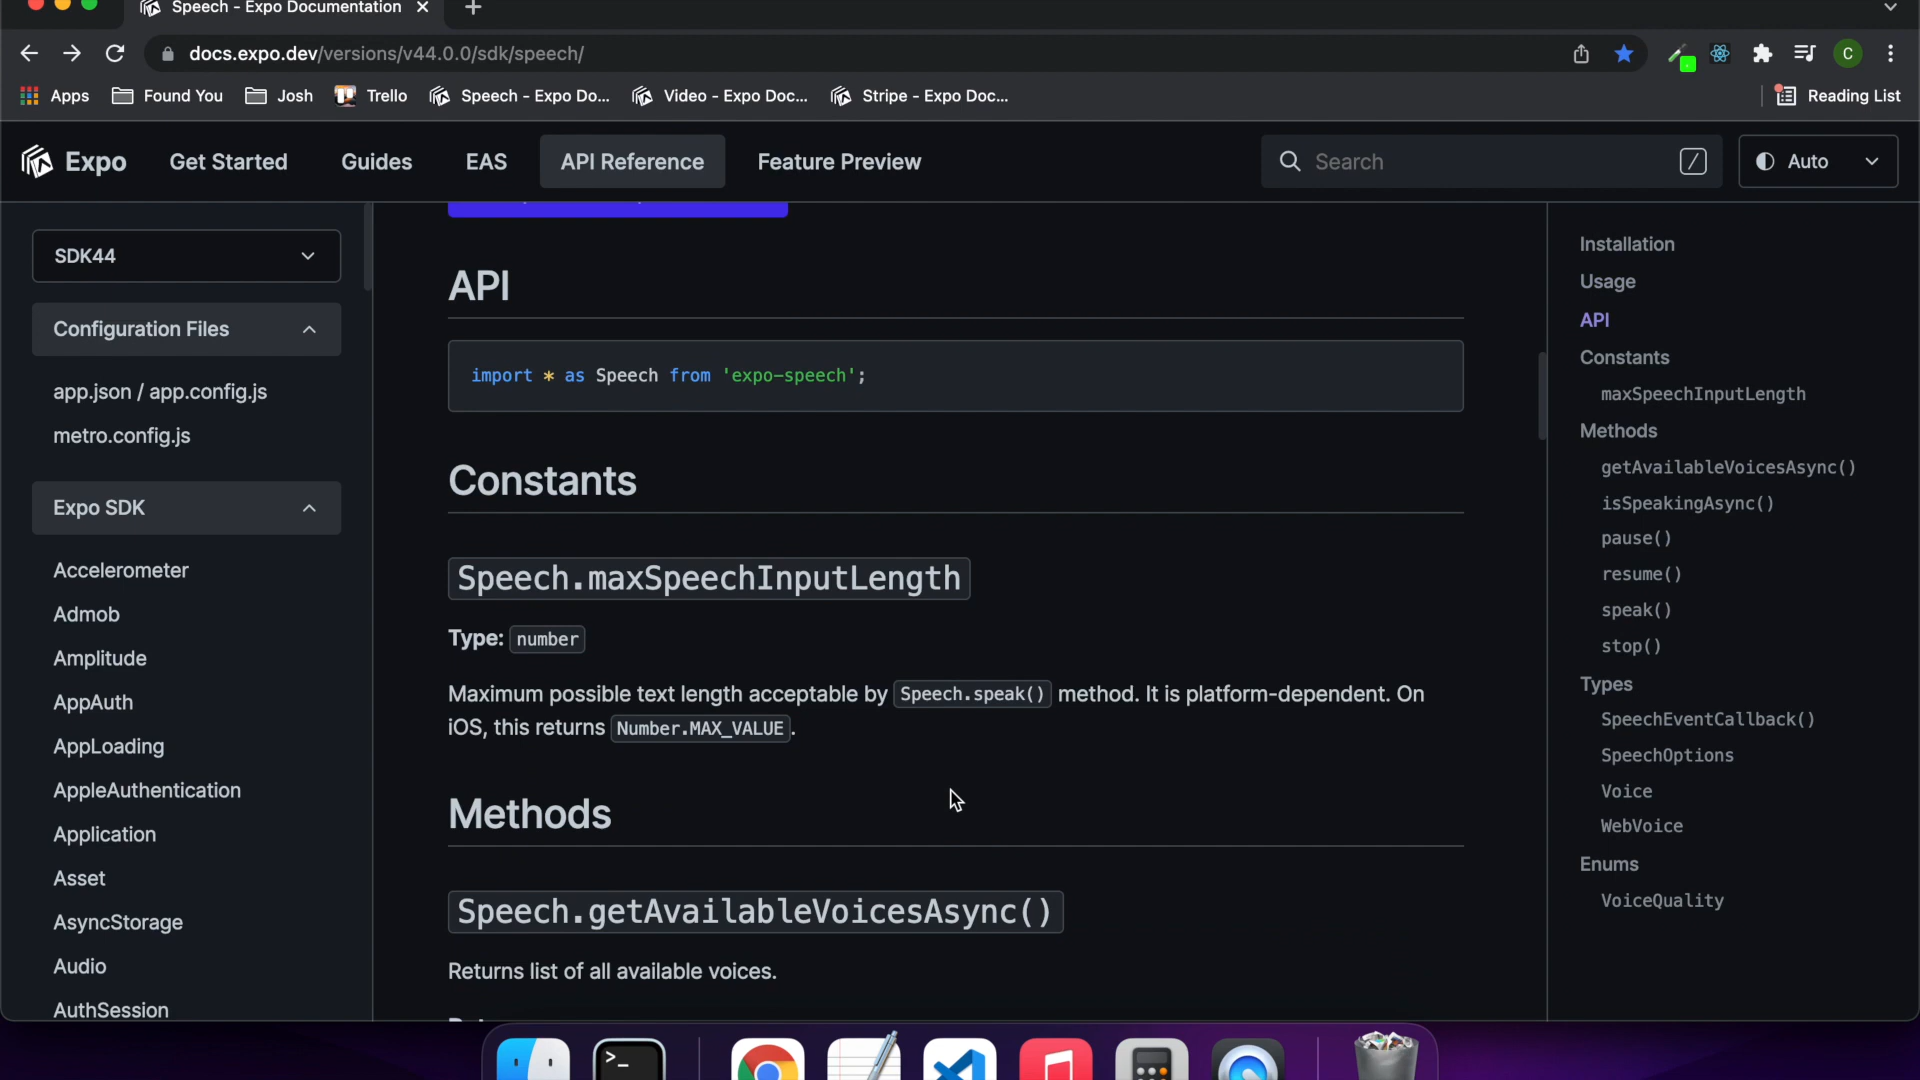 Speech - Expo Documentation
docs.expo.dev/versions/v44.0.0/sdk/speech/
C
Apps
Found You
Josh
Trello
Speech - Expo Do...
Video - Expo Doc...
Stripe - Expo Doc...
Reading List
Expo
Get Started
Guides
EAS
API Reference
Feature Preview
Search
/
Auto
SDK44
Configuration Files
app.json / app.config.js
metro.config.js
Expo SDK
Accelerometer
Admob
Amplitude
AppAuth
AppLoading
AppleAuthentication
Application
Asset
AsyncStorage
Audio
AuthSession
API
import * as Speech from 'expo-speech';
Constants
Speech.maxSpeechInputLength
Type: number
Maximum possible text length acceptable by Speech.speak() method. It is platform-dependent. On
iOS, this returns Number.MAX_VALUE.
Methods
Speech.getAvailableVoicesAsync()
Returns list of all available voices.
Installation
Usage
API
Constants
maxSpeechInputLength
Methods
getAvailableVoicesAsync()
isSpeakingAsync()
pause()
resume()
speak()
stop()
Types
SpeechEventCallback()
SpeechOptions
Voice
WebVoice
Enums
VoiceQuality
>_